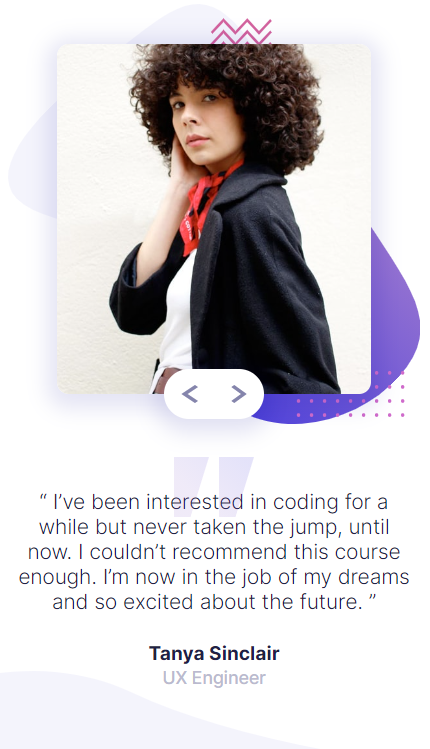 “ I’ve been interested in coding for a
while but never taken the jump, until
now. I couldn’t recommend this course
enough. I’m now in the job of my dreams
and so excited about the future. ”
Tanya Sinclair
UX Engineer